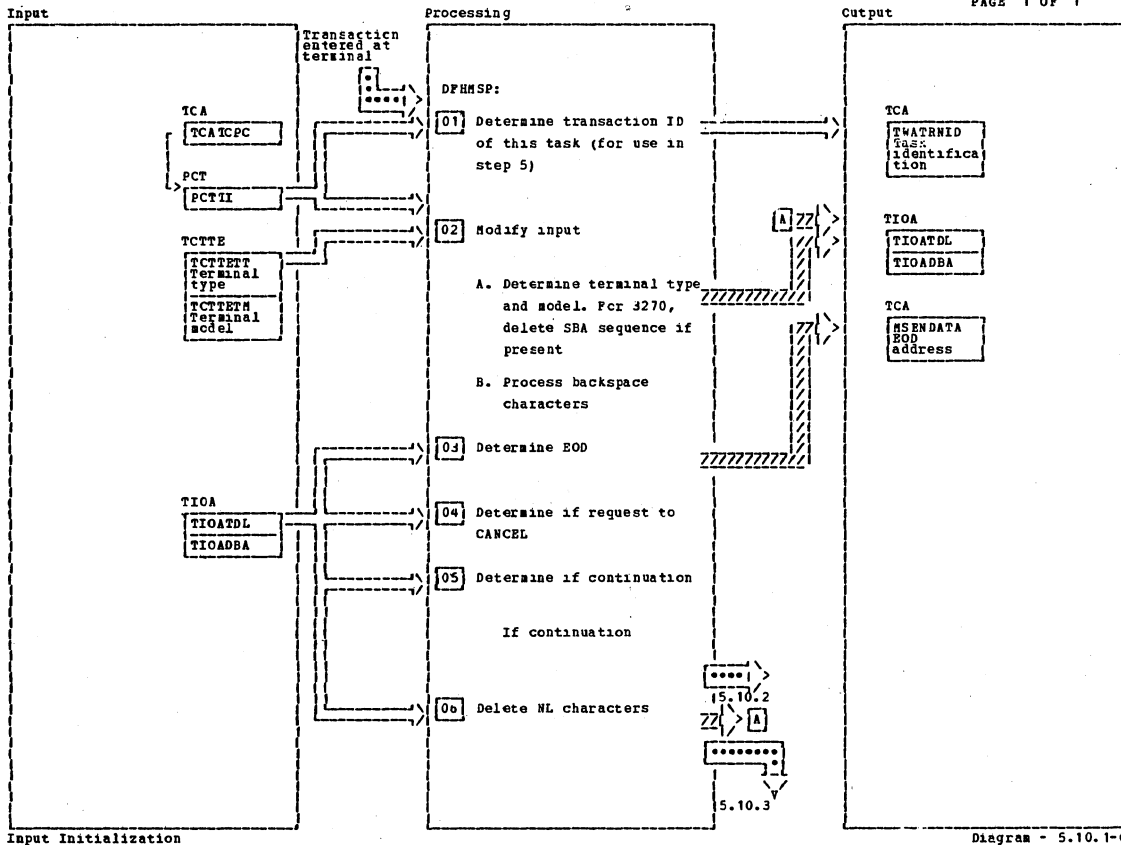 PAGE 1 OF 1
Input
Processing
Cutput
Transaction
entered at
terminal
DFHMSP:
TCA
TCATCPC
PCT
PCTTI
TCTTE
TCTTETT
Terminal
type
TCTTETM
Terminal
model
TIOA
TIOATDL
TIOADBA
01 Determine transaction ID
of this task (for use in
step 5)
02 Modify input
A. Determine terminal type
and model. For 3270,
delete SBA sequence if
present
B. Process backspace
characters
03 Determine EOD
04 Determine if request to
CANCEL
05 Determine if continuation
If continuation
5.10.2
06 Delete NL characters
A
5.10.3
TCA
TWATRNID
Task
identifica
tion
A
TIOA
TIOATDL
TIOADBA
TCA
MSENDATA
EOD
address
Input Initialization
Diagram - 5.10.1-